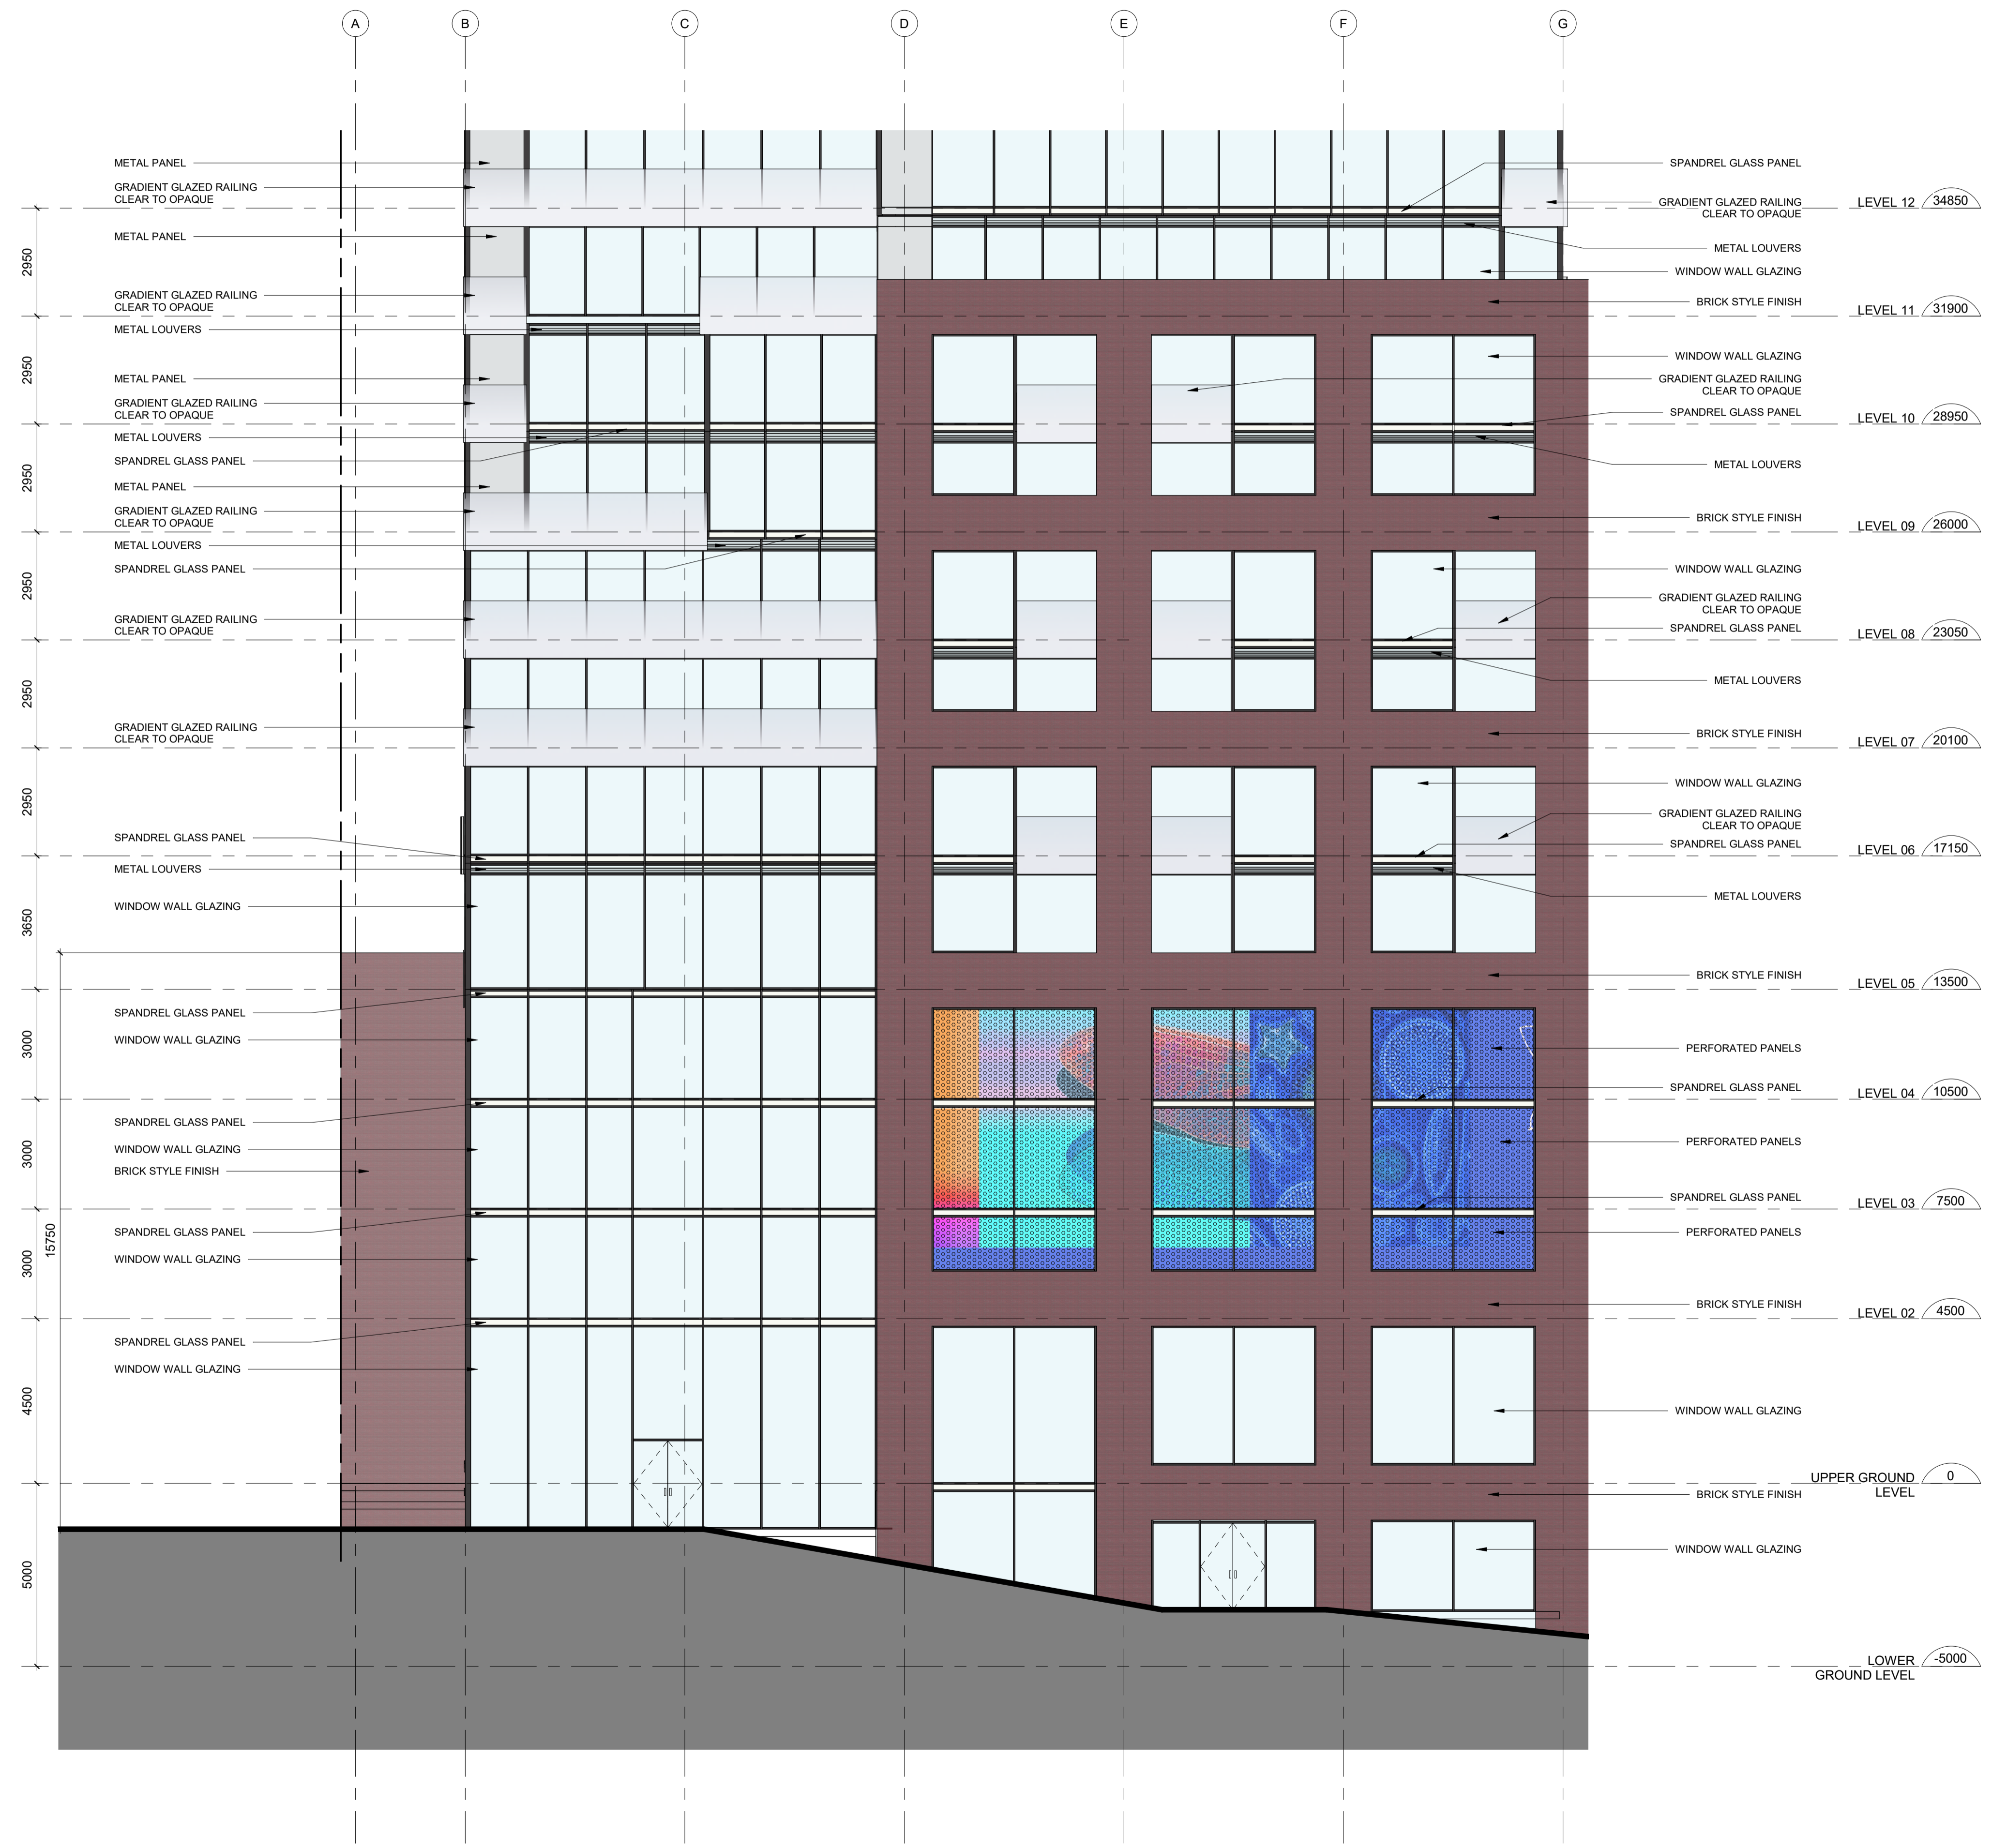 A B C D E F G
METAL PANEL
GRADIENT GLAZED RAILING
CLEAR TO OPAQUE
METAL PANEL
GRADIENT GLAZED RAILING
CLEAR TO OPAQUE
METAL LOUVERS
METAL PANEL
GRADIENT GLAZED RAILING
CLEAR TO OPAQUE
METAL LOUVERS
SPANDREL GLASS PANEL
METAL PANEL
GRADIENT GLAZED RAILING
CLEAR TO OPAQUE
METAL LOUVERS
SPANDREL GLASS PANEL
GRADIENT GLAZED RAILING
CLEAR TO OPAQUE
GRADIENT GLAZED RAILING
CLEAR TO OPAQUE
SPANDREL GLASS PANEL
METAL LOUVERS
WINDOW WALL GLAZING
SPANDREL GLASS PANEL
WINDOW WALL GLAZING
SPANDREL GLASS PANEL
WINDOW WALL GLAZING
BRICK STYLE FINISH
SPANDREL GLASS PANEL
WINDOW WALL GLAZING
SPANDREL GLASS PANEL
WINDOW WALL GLAZING
2950
2950
2950
2950
2950
2950
3650
3000
3000
3000
4500
5000
15750
SPANDREL GLASS PANEL
GRADIENT GLAZED RAILING
CLEAR TO OPAQUE
METAL LOUVERS
WINDOW WALL GLAZING
BRICK STYLE FINISH
WINDOW WALL GLAZING
GRADIENT GLAZED RAILING
CLEAR TO OPAQUE
SPANDREL GLASS PANEL
METAL LOUVERS
BRICK STYLE FINISH
WINDOW WALL GLAZING
GRADIENT GLAZED RAILING
CLEAR TO OPAQUE
SPANDREL GLASS PANEL
METAL LOUVERS
BRICK STYLE FINISH
WINDOW WALL GLAZING
GRADIENT GLAZED RAILING
CLEAR TO OPAQUE
SPANDREL GLASS PANEL
METAL LOUVERS
BRICK STYLE FINISH
PERFORATED PANELS
SPANDREL GLASS PANEL
PERFORATED PANELS
SPANDREL GLASS PANEL
PERFORATED PANELS
BRICK STYLE FINISH
WINDOW WALL GLAZING
BRICK STYLE FINISH
WINDOW WALL GLAZING
LEVEL 12 34850
LEVEL 11 31900
LEVEL 10 28950
LEVEL 09 26000
LEVEL 08 23050
LEVEL 07 20100
LEVEL 06 17150
LEVEL 05 13500
LEVEL 04 10500
LEVEL 03 7500
LEVEL 02 4500
UPPER GROUND 0
LEVEL
LOWER -5000
GROUND LEVEL